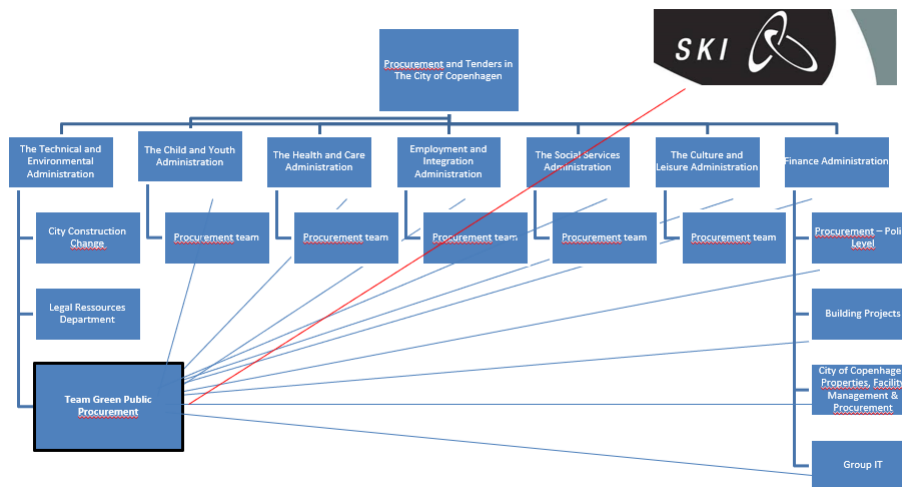 SKI
Procurement and Tenders in
The City of Copenhagen
The Technical and
Environmental
Administration
The Child and Youth
Administration
The Health and Care
Administration
Employment and
Integration
Administration
The Social Services
Administration
The Culture and
Leisure Administration
Finance Administration
City Construction
Change
Procurement team
Procurement team
Procurement team
Procurement team
Procurement team
Procurement – Poli
Level
Legal Ressources
Department
Building Projects
Team Green Public
Procurement
City of Copenhage
Properties, Facility
Management &
Procurement
Group IT